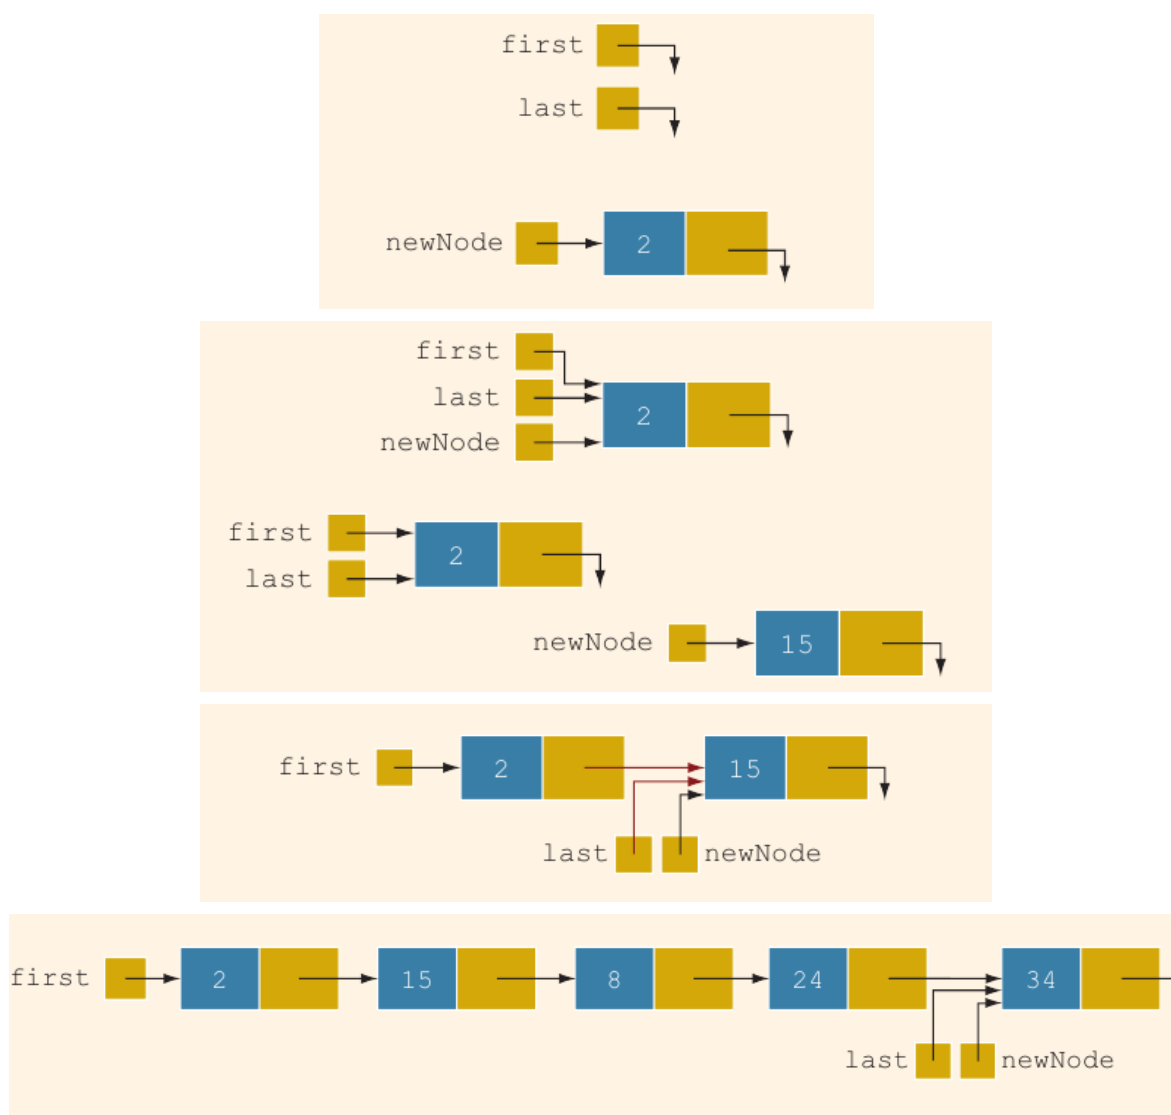 first
last
newNode 2
first
last
2
newNode
first
2
last
newNode 15
first 2 15
last newNode
first 2 15 8 24 34
last newNode